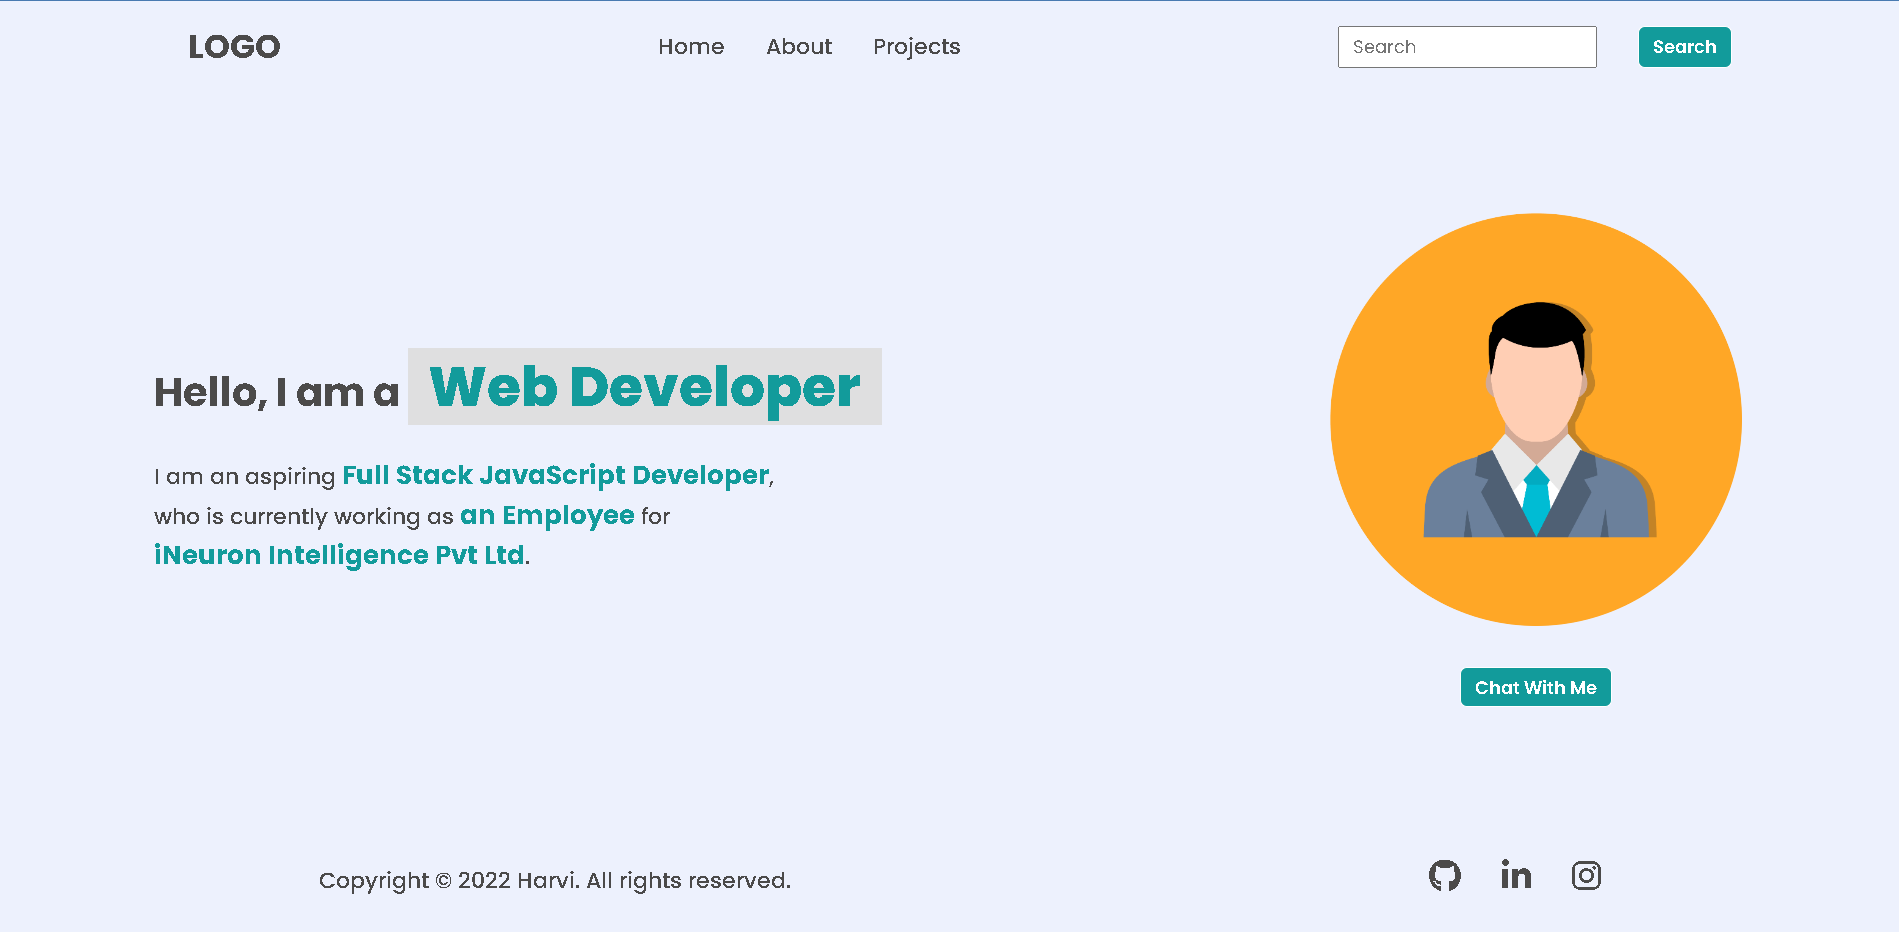 LOGO
Home About Projects
Search
Search
Hello, I am a Web Developer
I am an aspiring Full Stack JavaScript Developer,
who is currently working as an Employee for
iNeuron Intelligence Pvt Ltd.
Chat With Me
Copyright © 2022 Harvi. All rights reserved.
in